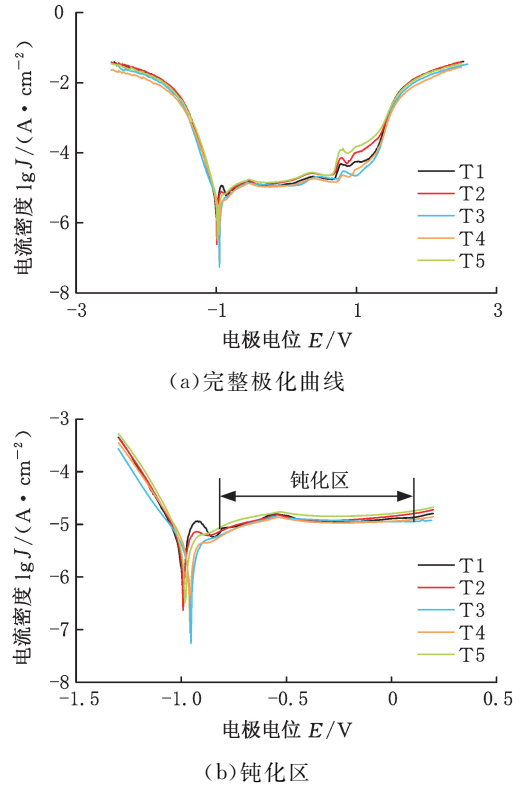 0
−2
−4
−6
−8
−3
−1
1
3
电流密度 lg J/(A·cm⁻²)
T1
T2
T3
T4
T5
电极电位 E/V
(a)完整极化曲线
−3
−4
−5
−6
−7
−8
−1.5
−1.0
−0.5
0
0.5
电流密度 lg J/(A·cm⁻²)
钝化区
T1
T2
T3
T4
T5
电极电位 E/V
(b)钝化区